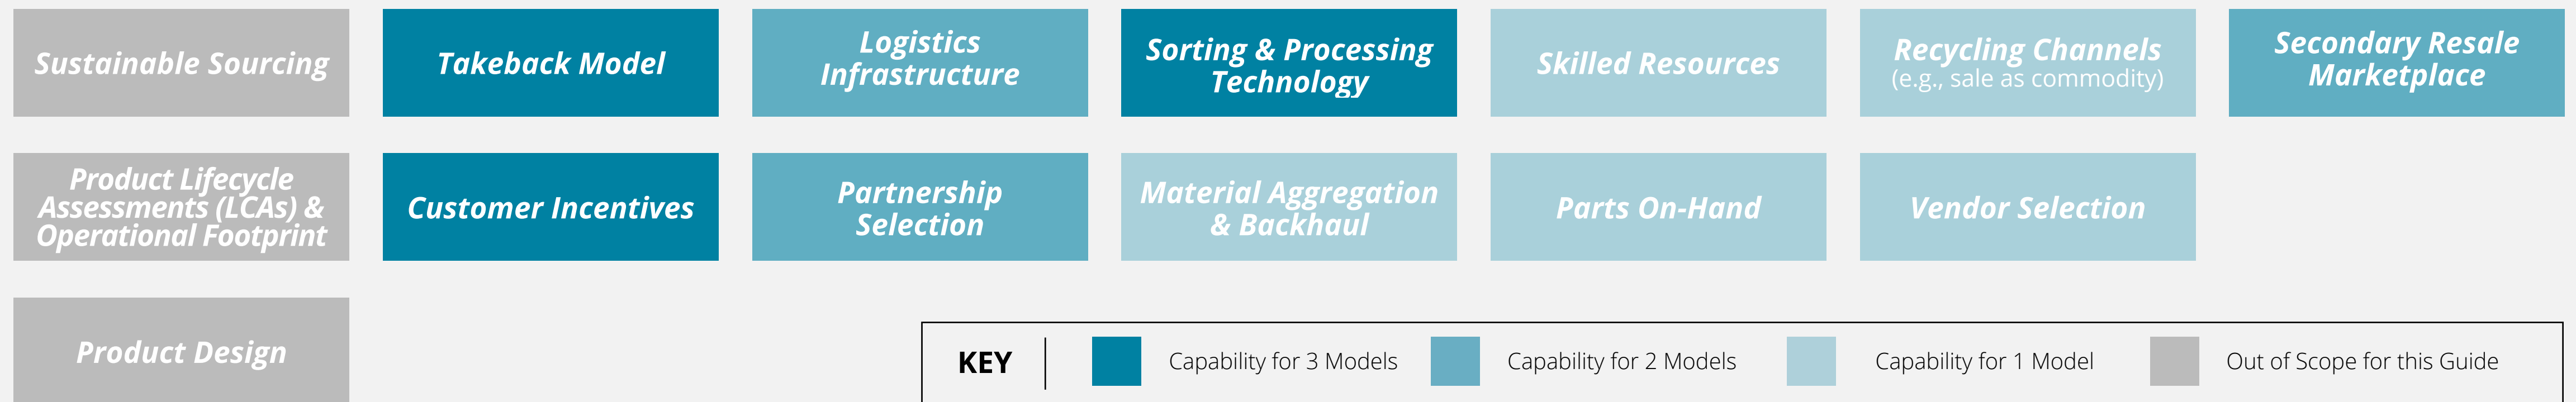 Sustainable Sourcing
Takeback Model
Logistics
Infrastructure
Sorting & Processing
Technology
Skilled Resources
Recycling Channels
(e.g., sale as commodity)
Secondary Resale
Marketplace
Product Lifecycle
Assessments (LCAs) &
Operational Footprint
Customer Incentives
Partnership
Selection
Material Aggregation
& Backhaul
Parts On-Hand
Vendor Selection
Product Design
KEY
Capability for 3 Models
Capability for 2 Models
Capability for 1 Model
Out of Scope for this Guide